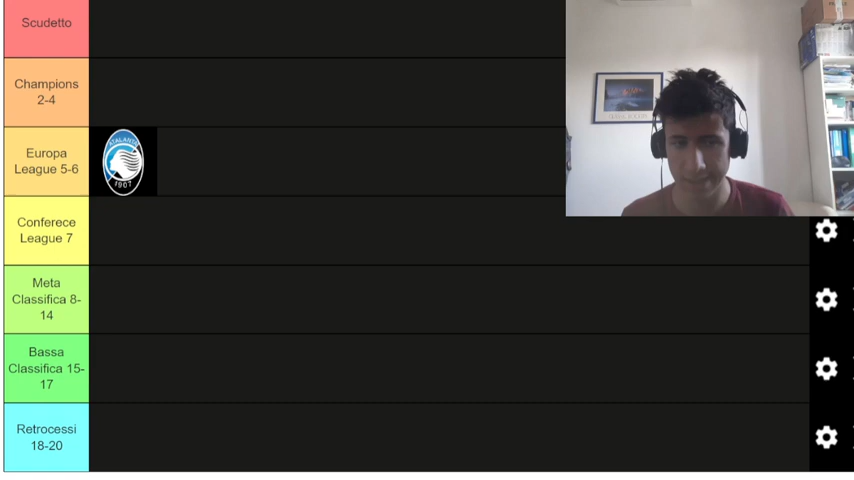 Scudetto
Champions
2-4
ATALANTA
1907
Europa
League 5-6
Conferece
League 7
Meta
Classifica 8-
14
Bassa
Classifica 15-
17
Retrocessi
18-20